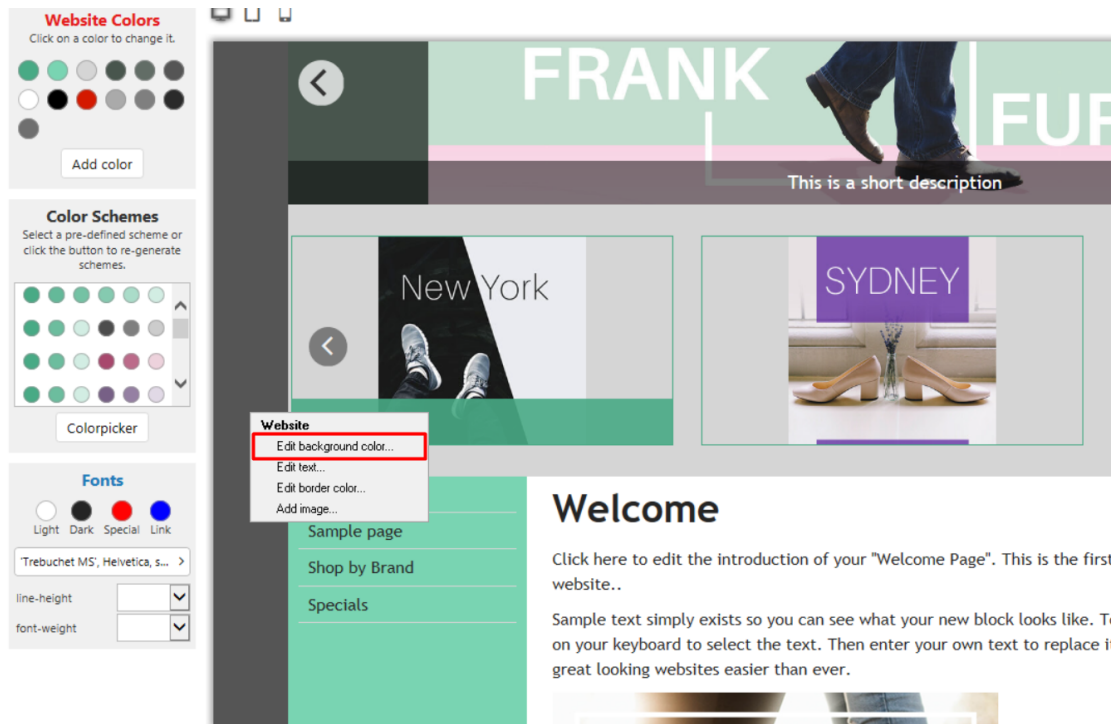 Website Colors
Click on a color to change it.
Add color
Color Schemes
Select a pre-defined scheme or
click the button to re-generate
schemes.
Colorpicker
Fonts
Light Dark Special Link
'Trebuchet MS', Helvetica, s...
line-height
font-weight
FRANK
FUR
This is a short description
New York
SYDNEY
Website
Edit background color...
Edit text...
Edit border color...
Add image...
Sample page
Shop by Brand
Specials
Welcome
Click here to edit the introduction of your "Welcome Page". This is the first
website..
Sample text simply exists so you can see what your new block looks like. To
on your keyboard to select the text. Then enter your own text to replace it
great looking websites easier than ever.